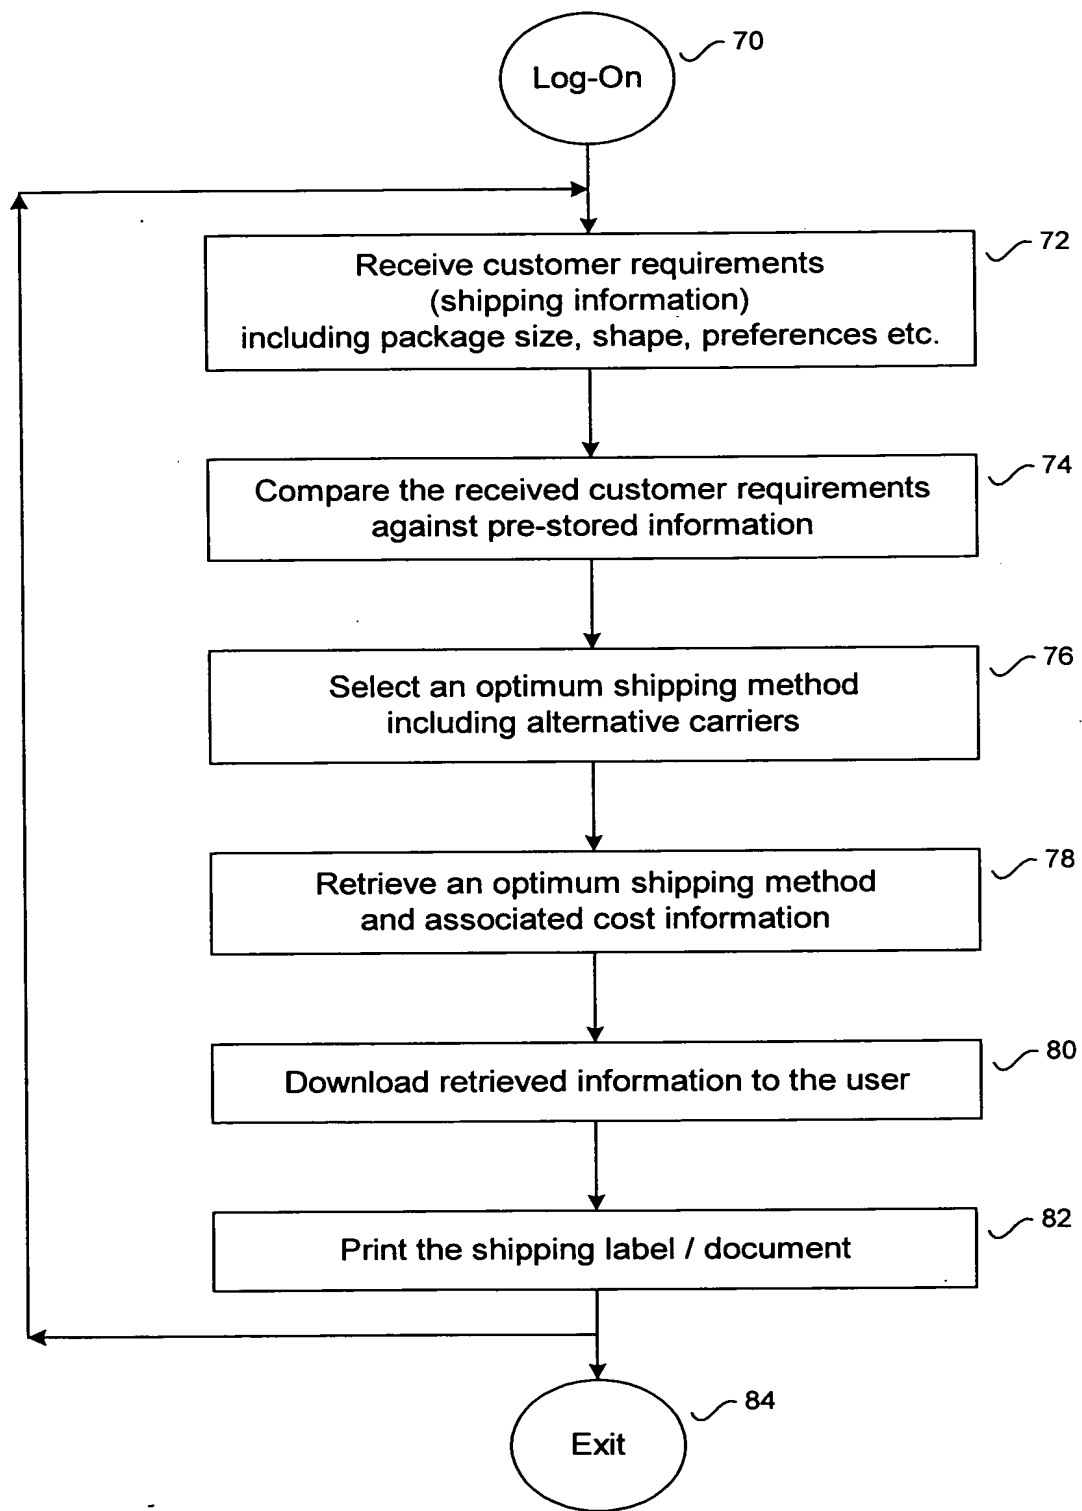 70
Log-On
72
Receive customer requirements
(shipping information)
including package size, shape, preferences etc.
74
Compare the received customer requirements
against pre-stored information
76
Select an optimum shipping method
including alternative carriers
78
Retrieve an optimum shipping method
and associated cost information
80
Download retrieved information to the user
82
Print the shipping label / document
84
Exit